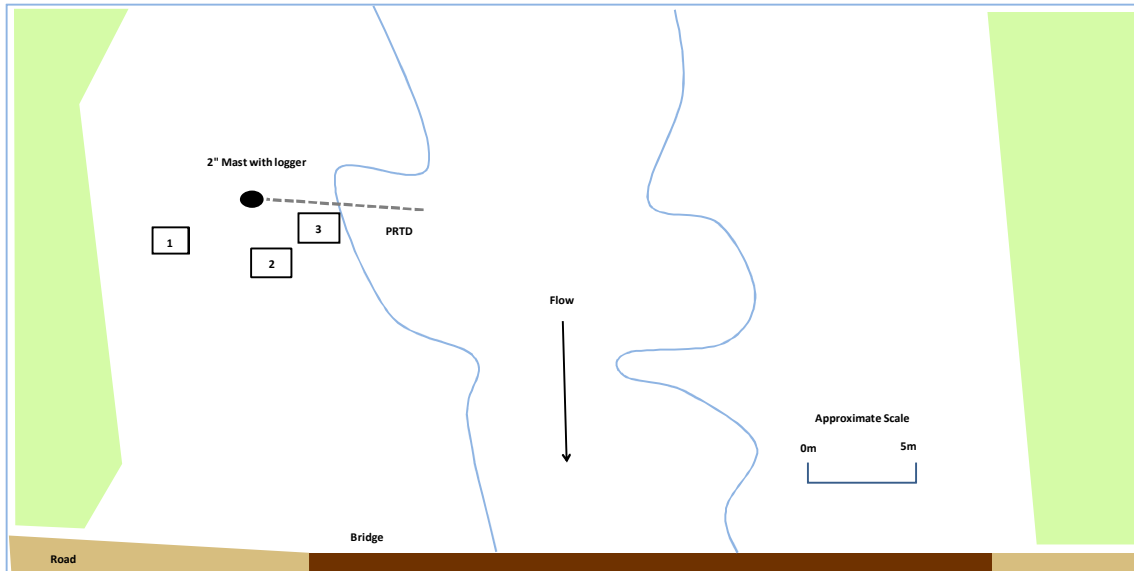 2" Mast with logger
1
2
3
PRTD
Flow
Approximate Scale
0m
5m
Bridge
Road